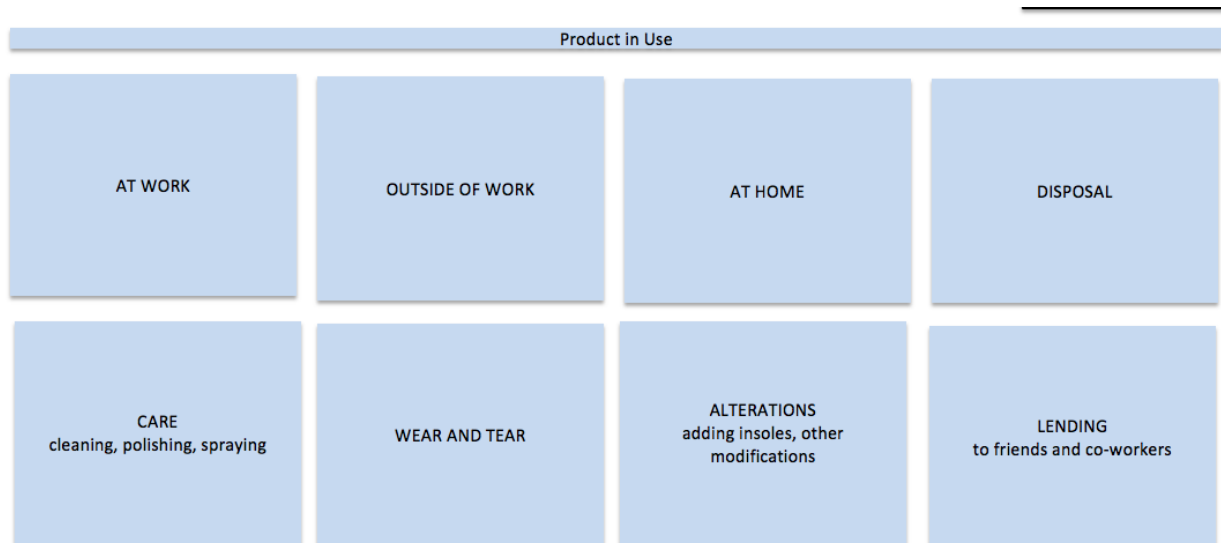 Product in Use
AT WORK
OUTSIDE OF WORK
AT HOME
DISPOSAL
CARE
cleaning, polishing, spraying
WEAR AND TEAR
ALTERATIONS
adding insoles, other
modifications
LENDING
to friends and co-workers